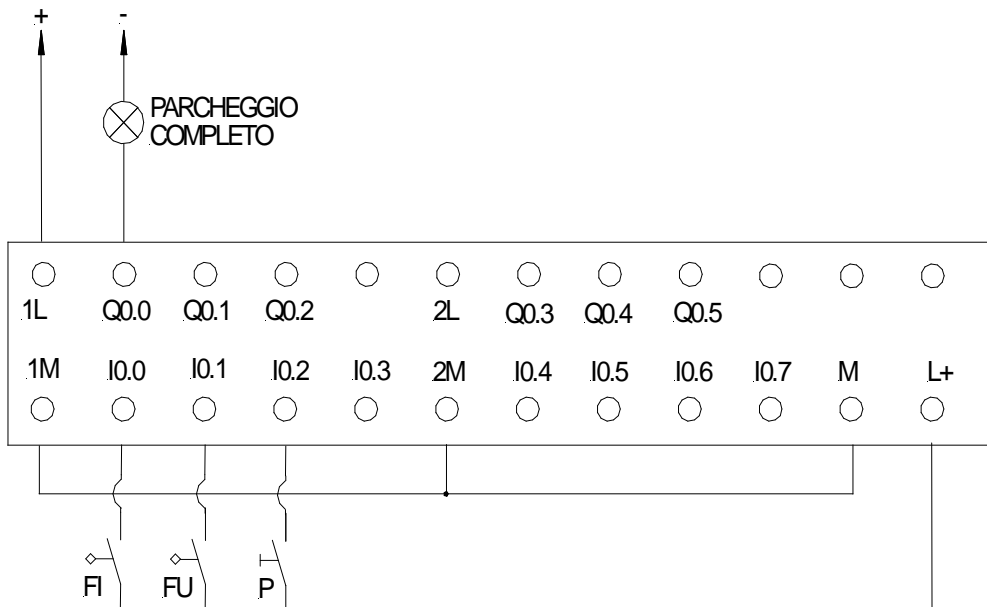 + -
PARCHEGGIO
COMPLETO
1L Q0.0 Q0.1 Q0.2 2L Q0.3 Q0.4 Q0.5
1M I0.0 I0.1 I0.2 I0.3 2M I0.4 I0.5 I0.6 I0.7 M L+
FI FU P